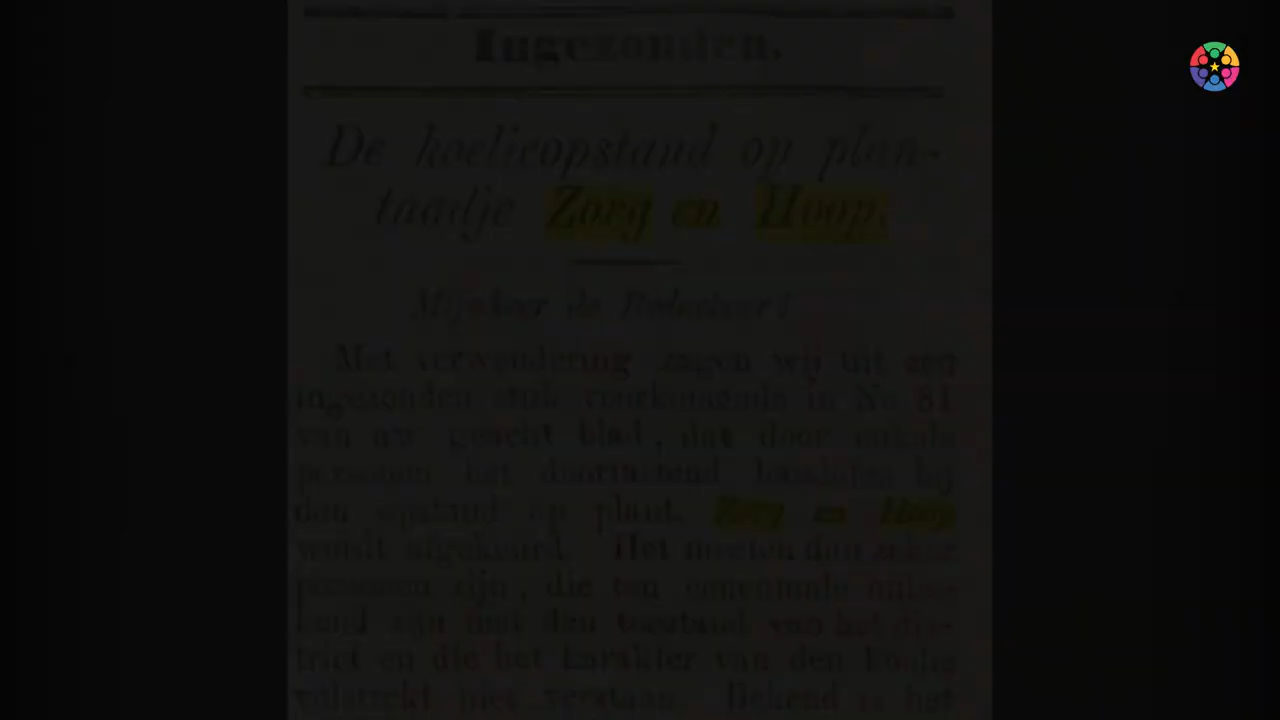 Ingezonden.
De koelieopstand op plan-
taadje Zorg en Hoop.
Mijnheer de Redacteur!
Met verwondering zagen wij uit een
ingezonden stuk voorkomende in No 81
van uw geacht blad, dat door enkele
personen het doortastend handelen bij
den opstand op plant. Zorg en Hoop
wordt afgekeurd. Het moeten dan zeker
personen zijn, die ten eenenmale onbe-
kend zijn met den toestand van het dis-
trict en die het karakter van den koelie
volstrekt niet verstaan. Bekend is het